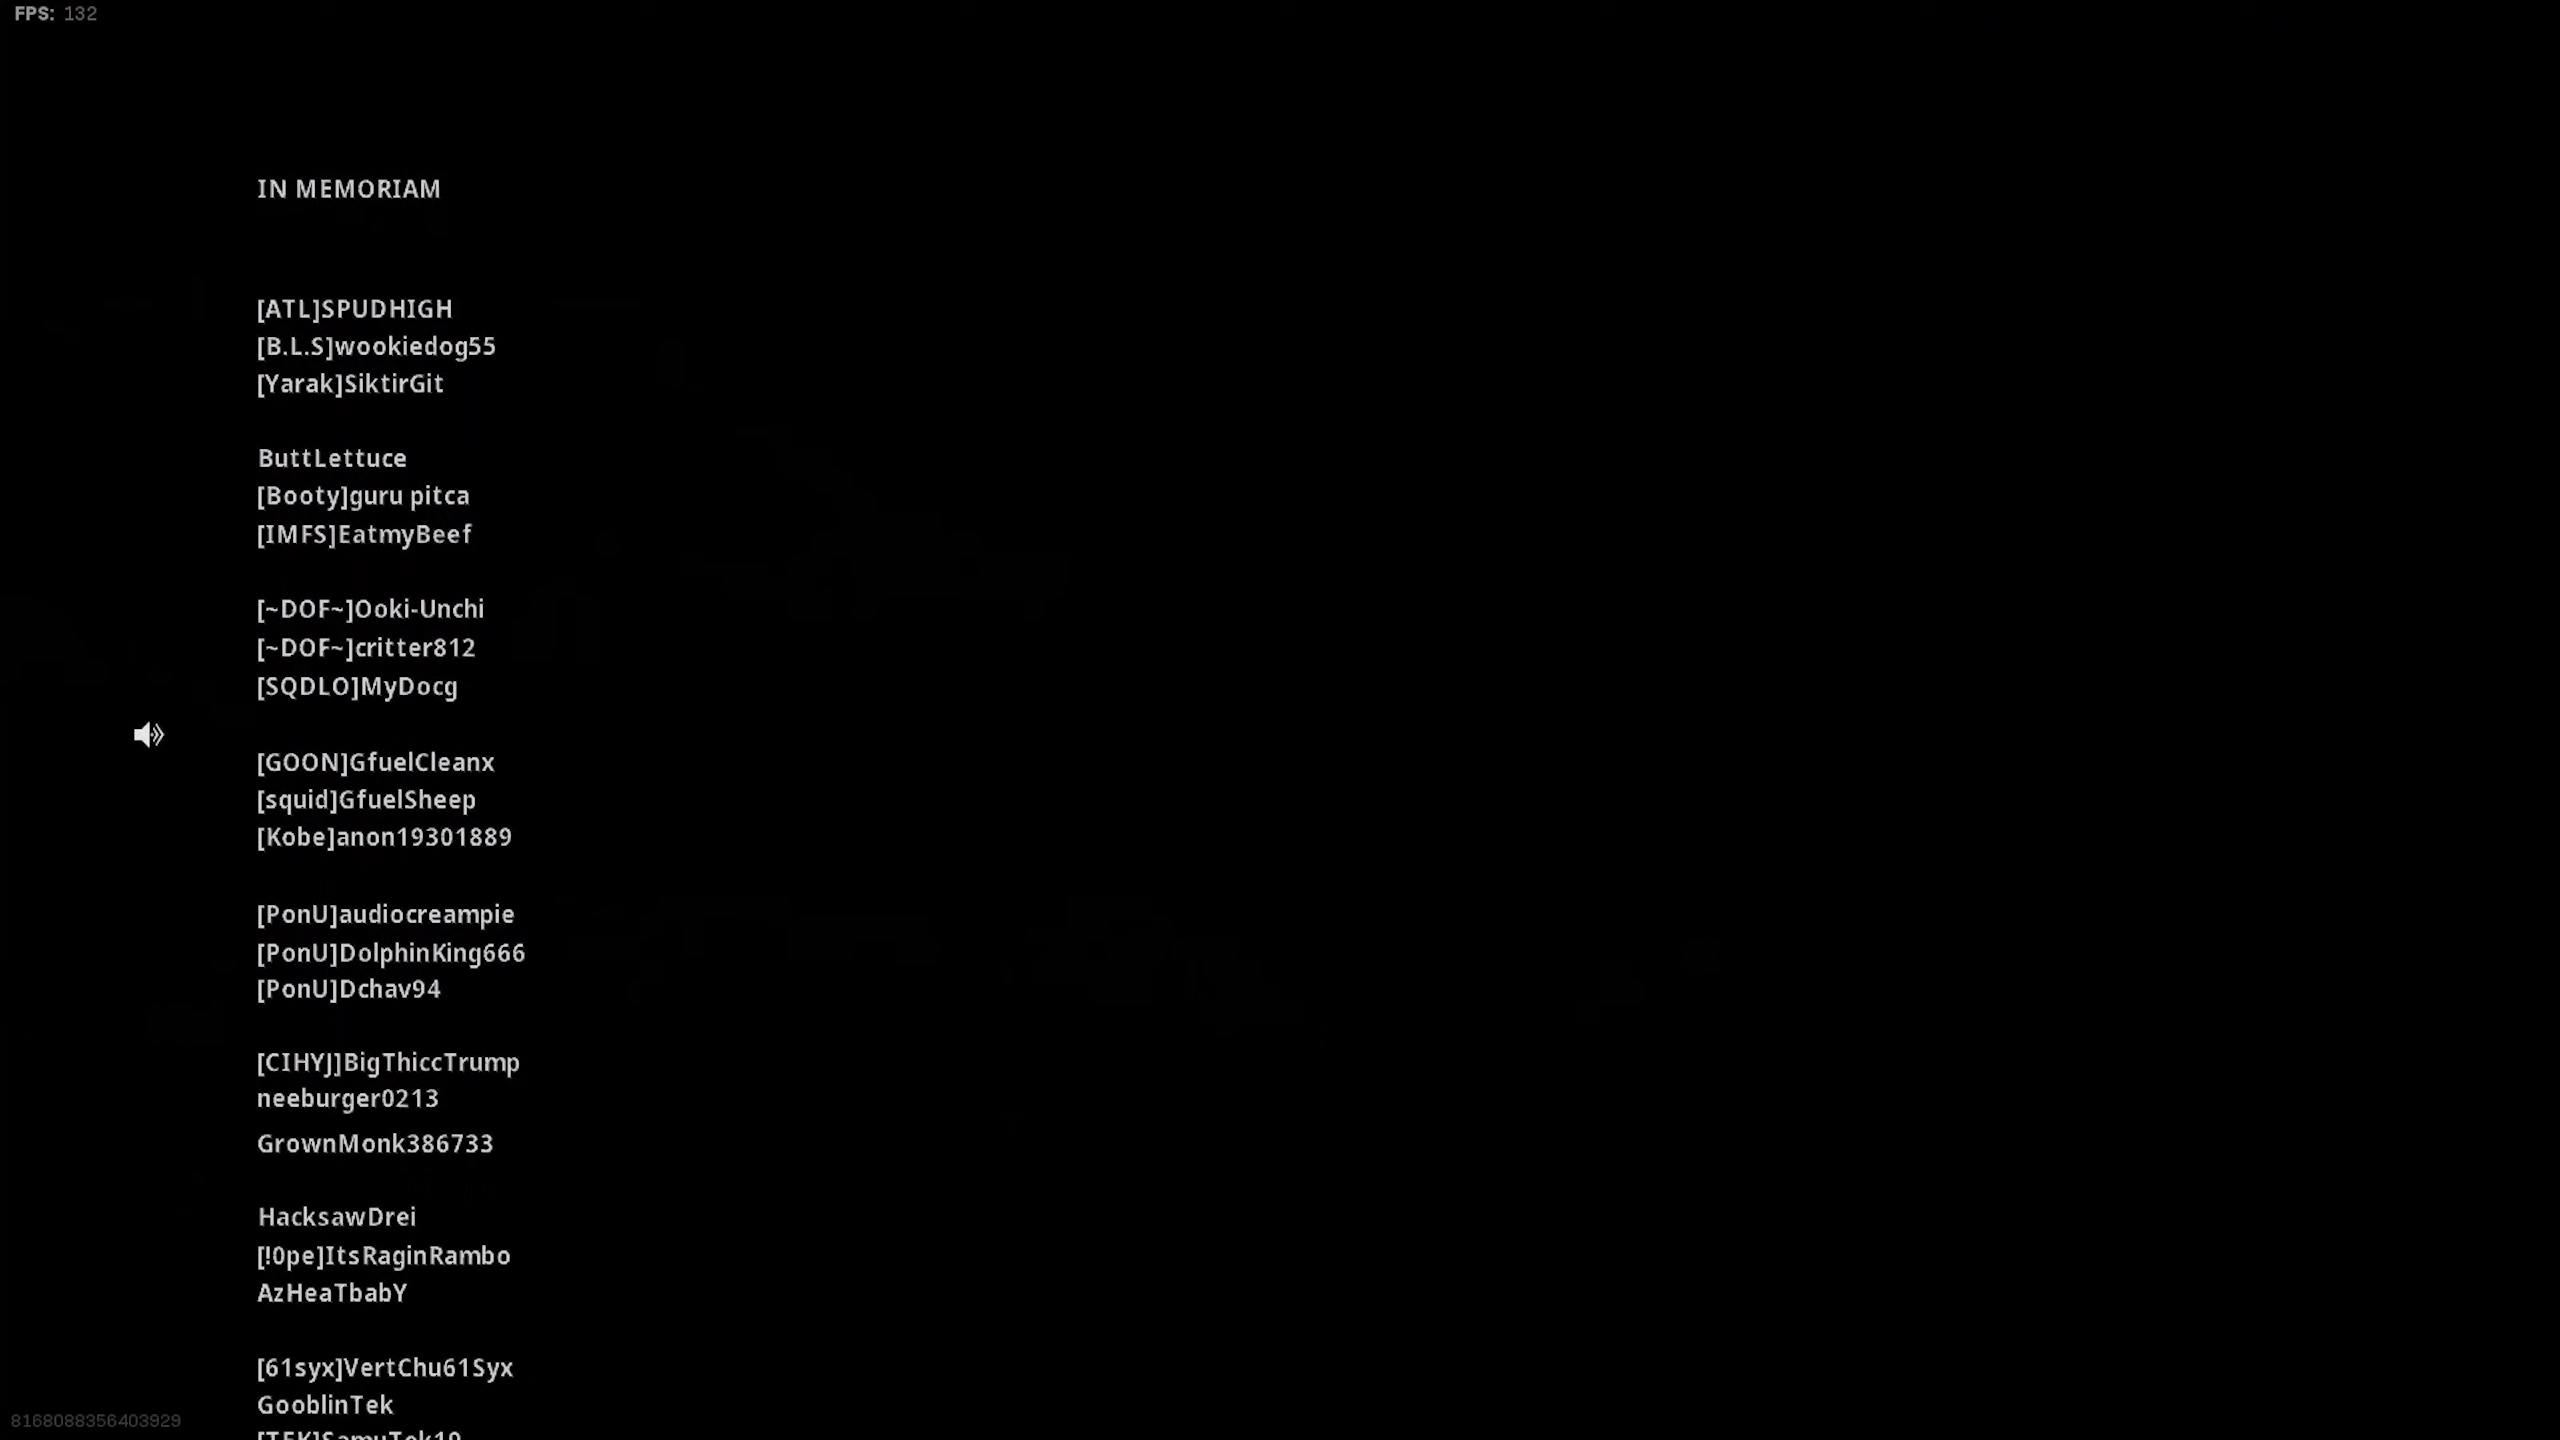 FPS: 132
IN MEMORIAM
[ATL]SPUDHIGH
[B.L.S]wookiedog55
[Yarak]SiktirGit
ButtLettuce
[Booty]guru pitca
[IMFS]EatmyBeef
[~DOF~]Ooki-Unchi
[~DOF~]critter812
[SQDLO]MyDocg
[GOON]GfuelCleanx
[squid]GfuelSheep
[Kobe]anon19301889
[PonU]audiocreampie
[PonU]DolphinKing666
[PonU]Dchav94
[CIHYJ]BigThiccTrump
neeburger0213
GrownMonk386733
HacksawDrei
[!0pe]ItsRaginRambo
AzHeaTbabY
[61syx]VertChu61Syx
GooblinTek
[TEK]SamuTek19
8168088356403929